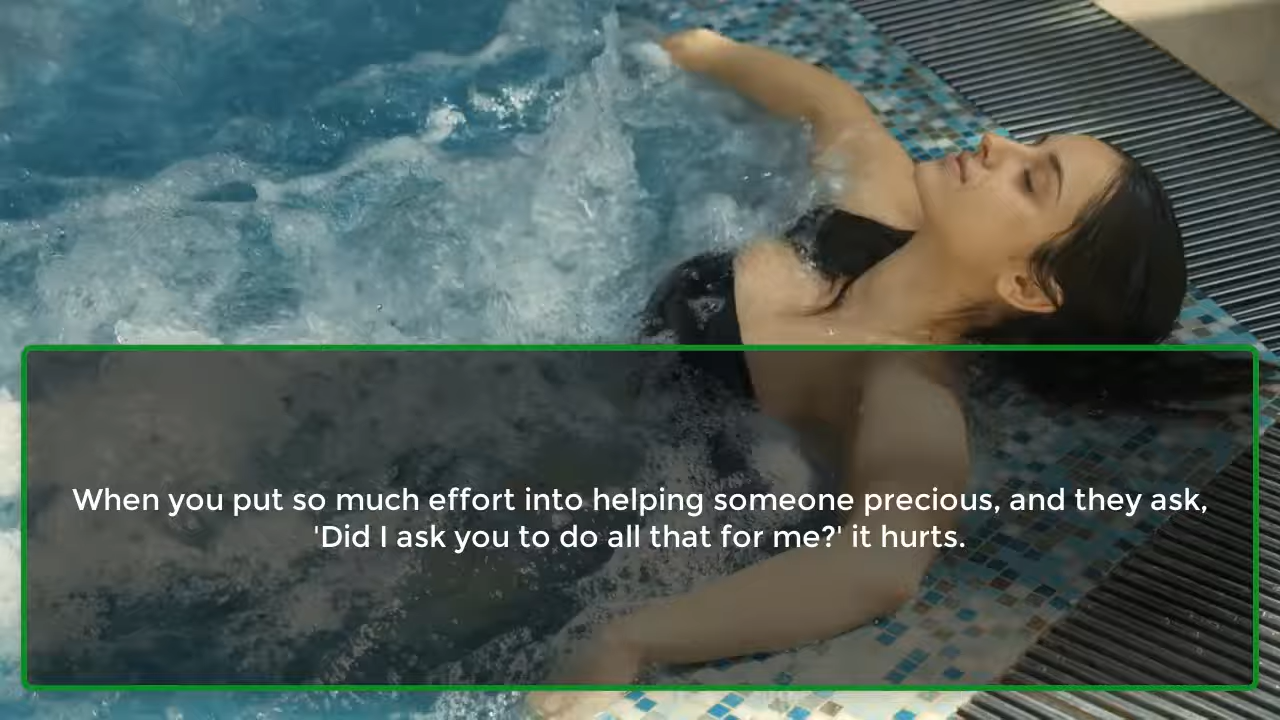 When you put so much effort into helping someone precious, and they ask,
'Did I ask you to do all that for me?' it hurts.